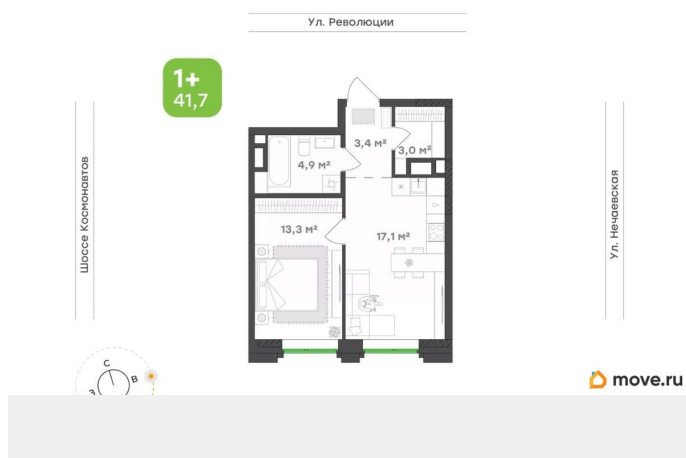 Ул. Революции
1+
41,7
Шоссе Космонавтов
Ул. Нечаевская
3,4 м²
3,0 м²
4,9 м²
13,3 м²
17,1 м²
С
В
З
move.ru